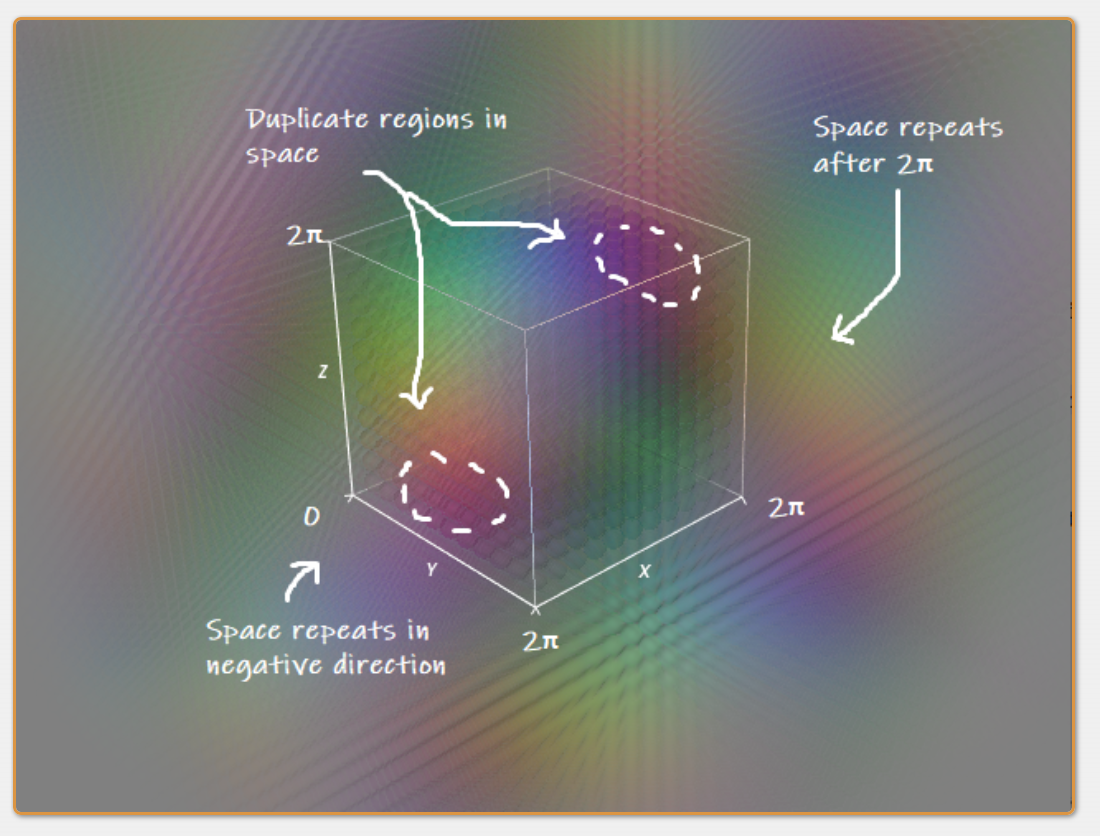 Duplicate regions in
space
Space repeats
after 2π
2π
Z
0
Y
X
2π
2π
Space repeats in
negative direction